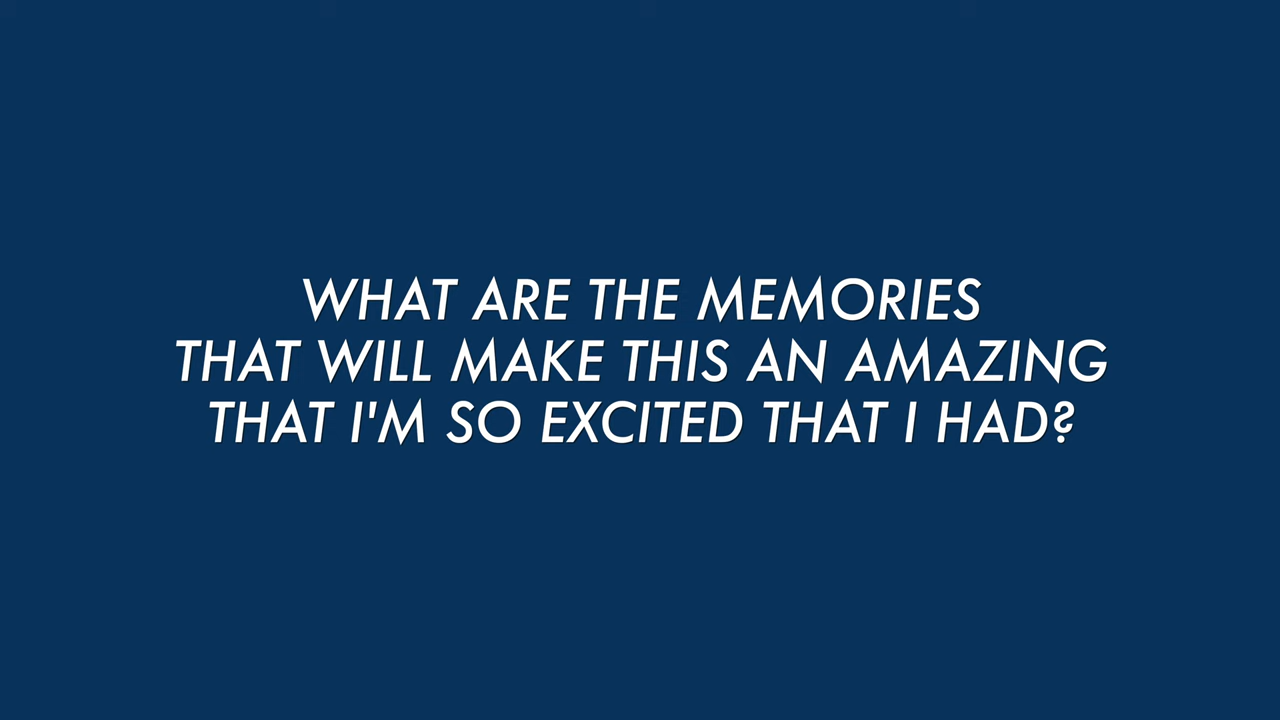 WHAT ARE THE MEMORIES
THAT WILL MAKE THIS AN AMAZING
THAT I'M SO EXCITED THAT I HAD?